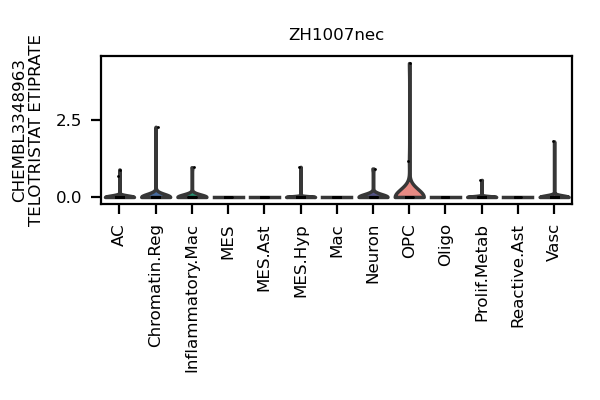 ZH1007nec
CHEMBL3348963
TELOTRISTAT ETIPRATE
2.5
0.0
AC
Chromatin.Reg
Inflammatory.Mac
MES
MES.Ast
MES.Hyp
Mac
Neuron
OPC
Oligo
Prolif.Metab
Reactive.Ast
Vasc